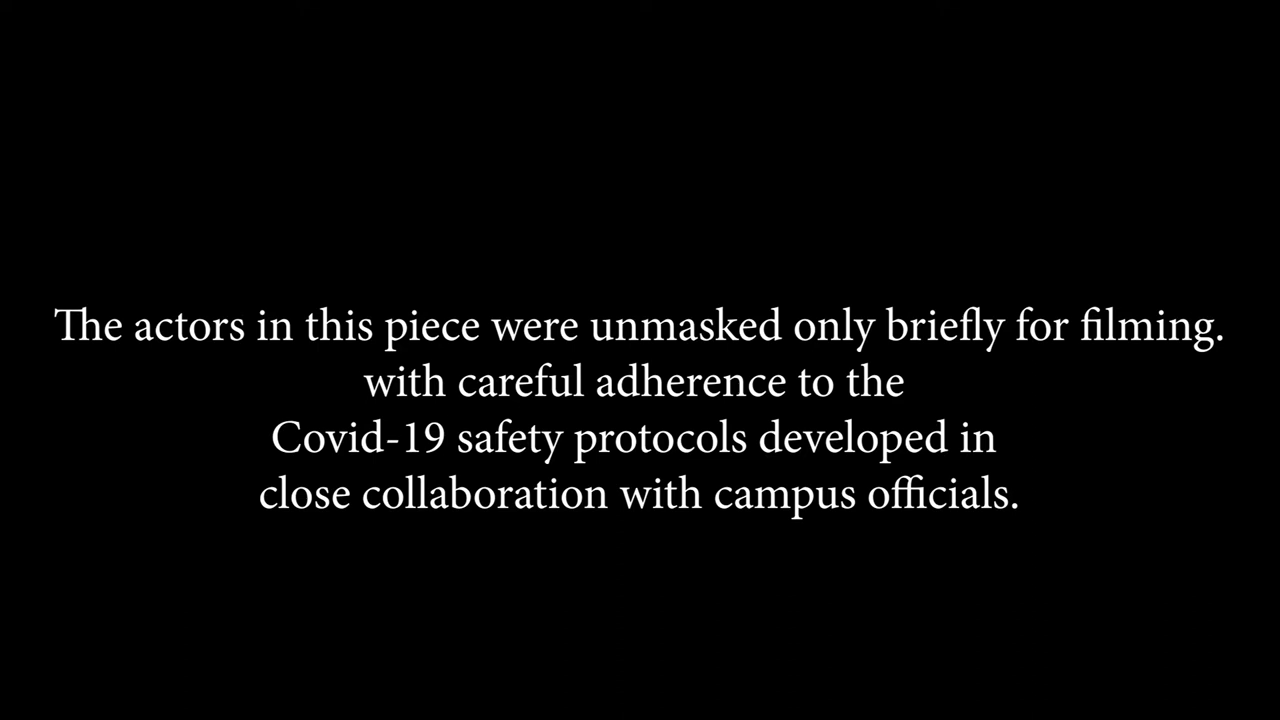 The actors in this piece were unmasked only briefly for filming.
with careful adherence to the
Covid-19 safety protocols developed in
close collaboration with campus officials.